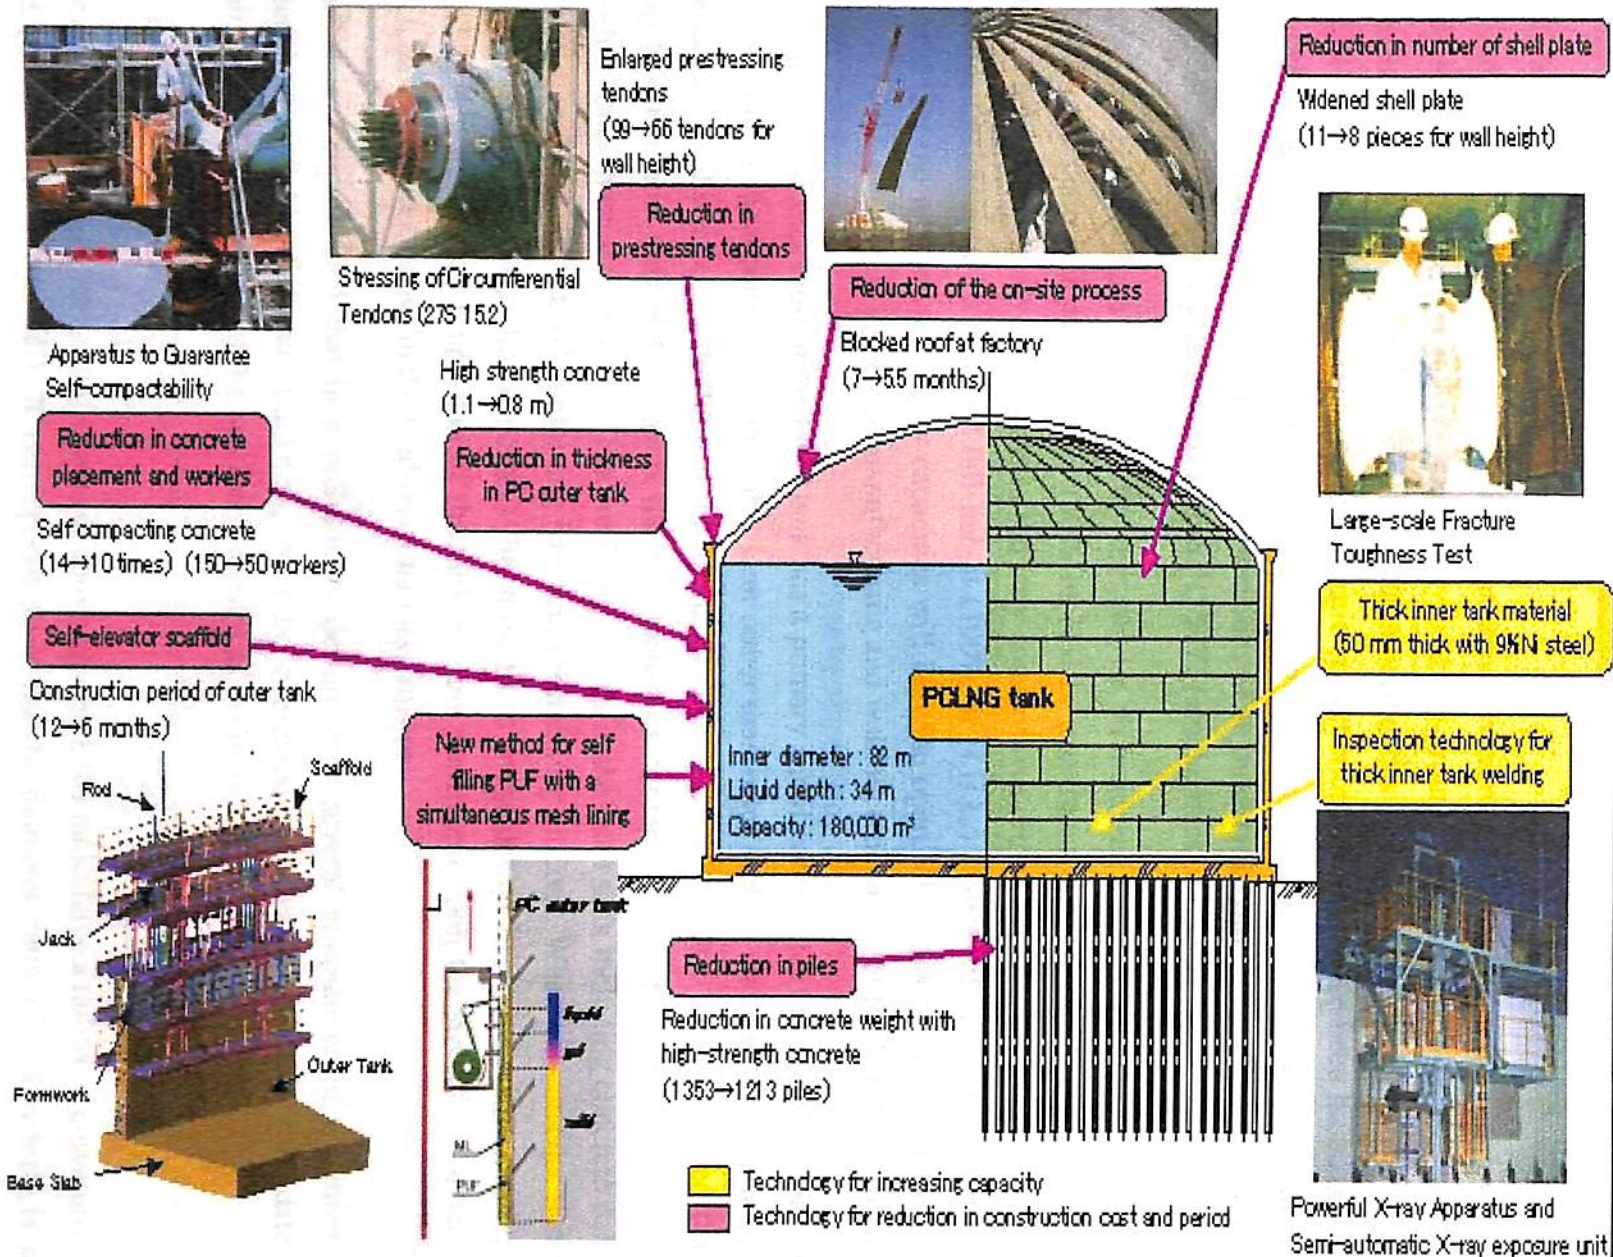 Enlarged prestressing
tendons
(99→66 tendons for
wall height)
Reduction in
prestressing tendons
Stressing of Circumferential
Tendons (27S 15.2)
Apparatus to Guarantee
Self-compactability
Reduction in number of shell plate
Widened shell plate
(11→8 pieces for wall height)
Reduction of the on-site process
Blocked roof at factory
(7→5.5 months)
High strength concrete
(1.1→0.8 m)
Reduction in thickness
in PC outer tank
Reduction in concrete
placement and workers
Self compacting concrete
(14→10 times) (150→50 workers)
Self-elevator scaffold
Construction period of outer tank
(12→6 months)
Large-scale Fracture
Toughness Test
Thick inner tank material
(50 mm thick with 9%Ni steel)
Inspection technology for
thick inner tank welding
PCLNG tank
Inner diameter : 82 m
Liquid depth : 34 m
Capacity : 180,000 m³
New method for self
filling PUF with a
simultaneous mesh lining
Rod
Scaffold
Jack
Formwork
Outer Tank
Base Slab
PC outer tank
liquid
gel
solid
ML
PUF
Reduction in piles
Reduction in concrete weight with
high-strength concrete
(1353→1213 piles)
Technology for increasing capacity
Technology for reduction in construction cost and period
Powerful X-ray Apparatus and
Semi-automatic X-ray exposure unit